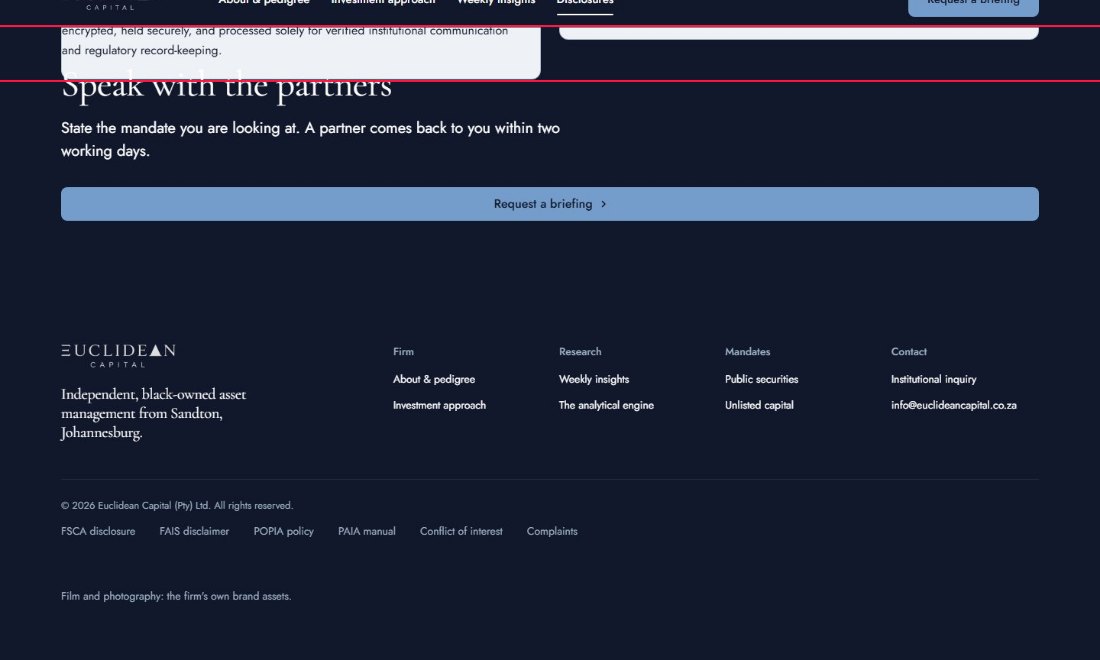 CAPITAL
About & pedigree Investment approach Weekly insights Disclosures Request a briefing
encrypted, held securely, and processed solely for verified institutional communication
and regulatory record-keeping.
Speak with the partners
State the mandate you are looking at. A partner comes back to you within two
working days.
Request a briefing
EUCLIDEAN
CAPITAL
Independent, black-owned asset
management from Sandton,
Johannesburg.
Firm
About & pedigree
Investment approach
Research
Weekly insights
The analytical engine
Mandates
Public securities
Unlisted capital
Contact
Institutional inquiry
info@euclideancapital.co.za
© 2026 Euclidean Capital (Pty) Ltd. All rights reserved.
FSCA disclosure FAIS disclaimer POPIA policy PAIA manual Conflict of interest Complaints
Film and photography: the firm's own brand assets.